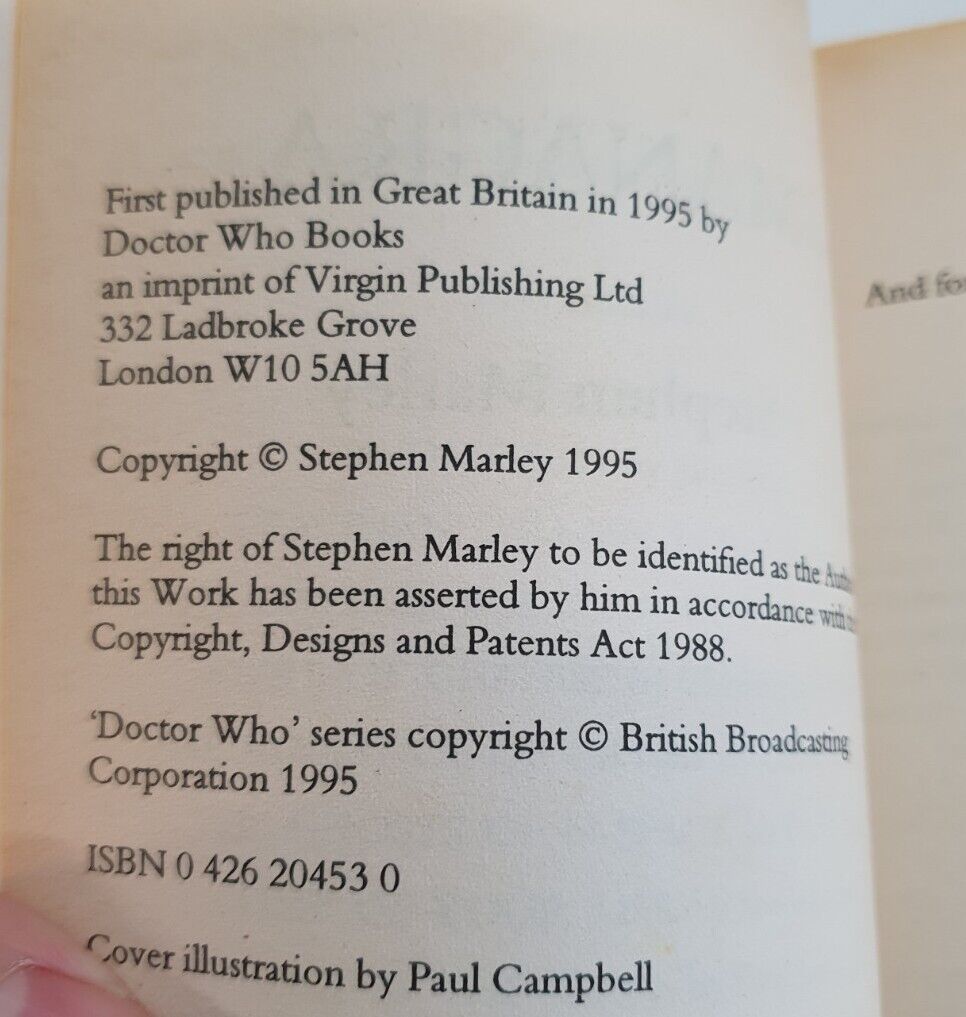 First published in Great Britain in 1995 by
Doctor Who Books
an imprint of Virgin Publishing Ltd
332 Ladbroke Grove
London W10 5AH
Copyright © Stephen Marley 1995
The right of Stephen Marley to be identified as the
this Work has been asserted by him in accordance with
Copyright, Designs and Patents Act 1988.
‘Doctor Who’ series copyright © British Broadcasting
Corporation 1995
ISBN 0 426 20453 0
Cover illustration by Paul Campbell
And